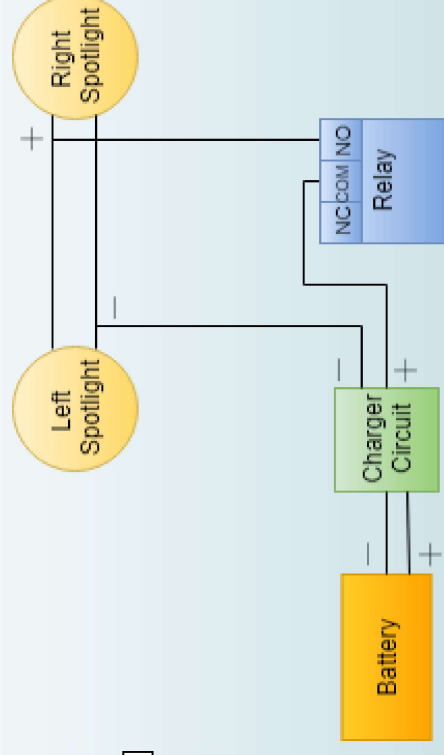 Left
Spotlight
Right
Spotlight
+
−
Battery
−
+
Charger
Circuit
−
+
NC
COM
NO
Relay